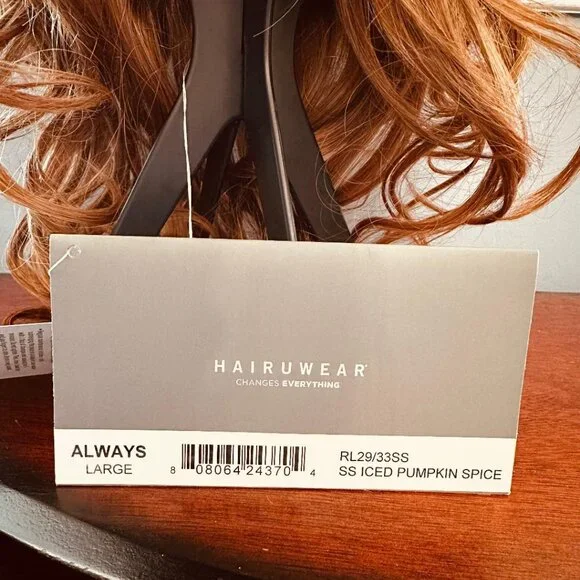 HAIRUWEAR
CHANGES EVERYTHING
ALWAYS
LARGE
8 08064 24370 4
RL29/33SS
SS ICED PUMPKIN SPICE